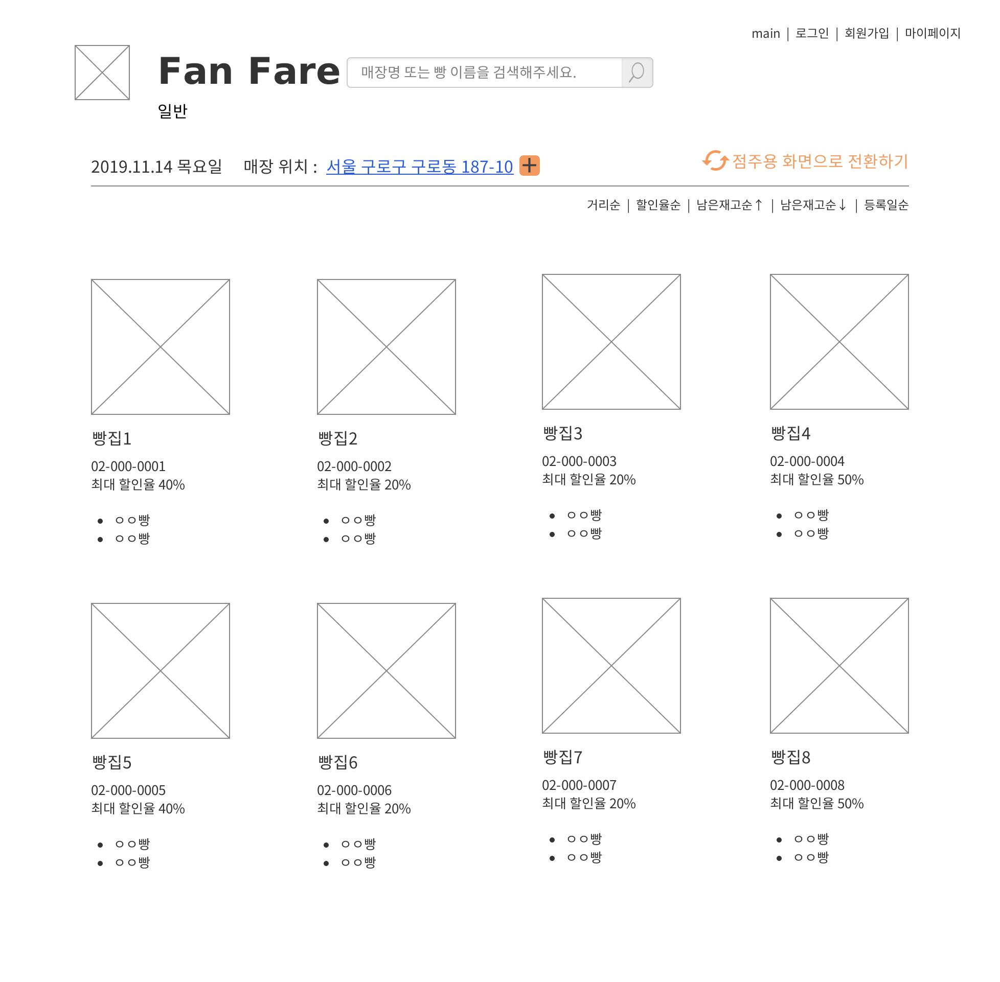 main | 로그인 | 회원가입 | 마이페이지
Fan Fare
매장명 또는 빵 이름을 검색해주세요.
일반
2019.11.14 목요일 매장 위치 : 서울 구로구 구로동 187-10
점주용 화면으로 전환하기
거리순 | 할인율순 | 남은재고순↑ | 남은재고순↓ | 등록일순
빵집1
02-000-0001
최대 할인율 40%
• ㅇㅇ빵
• ㅇㅇ빵
빵집2
02-000-0002
최대 할인율 20%
• ㅇㅇ빵
• ㅇㅇ빵
빵집3
02-000-0003
최대 할인율 20%
• ㅇㅇ빵
• ㅇㅇ빵
빵집4
02-000-0004
최대 할인율 50%
• ㅇㅇ빵
• ㅇㅇ빵
빵집5
02-000-0005
최대 할인율 40%
• ㅇㅇ빵
• ㅇㅇ빵
빵집6
02-000-0006
최대 할인율 20%
• ㅇㅇ빵
• ㅇㅇ빵
빵집7
02-000-0007
최대 할인율 20%
• ㅇㅇ빵
• ㅇㅇ빵
빵집8
02-000-0008
최대 할인율 50%
• ㅇㅇ빵
• ㅇㅇ빵